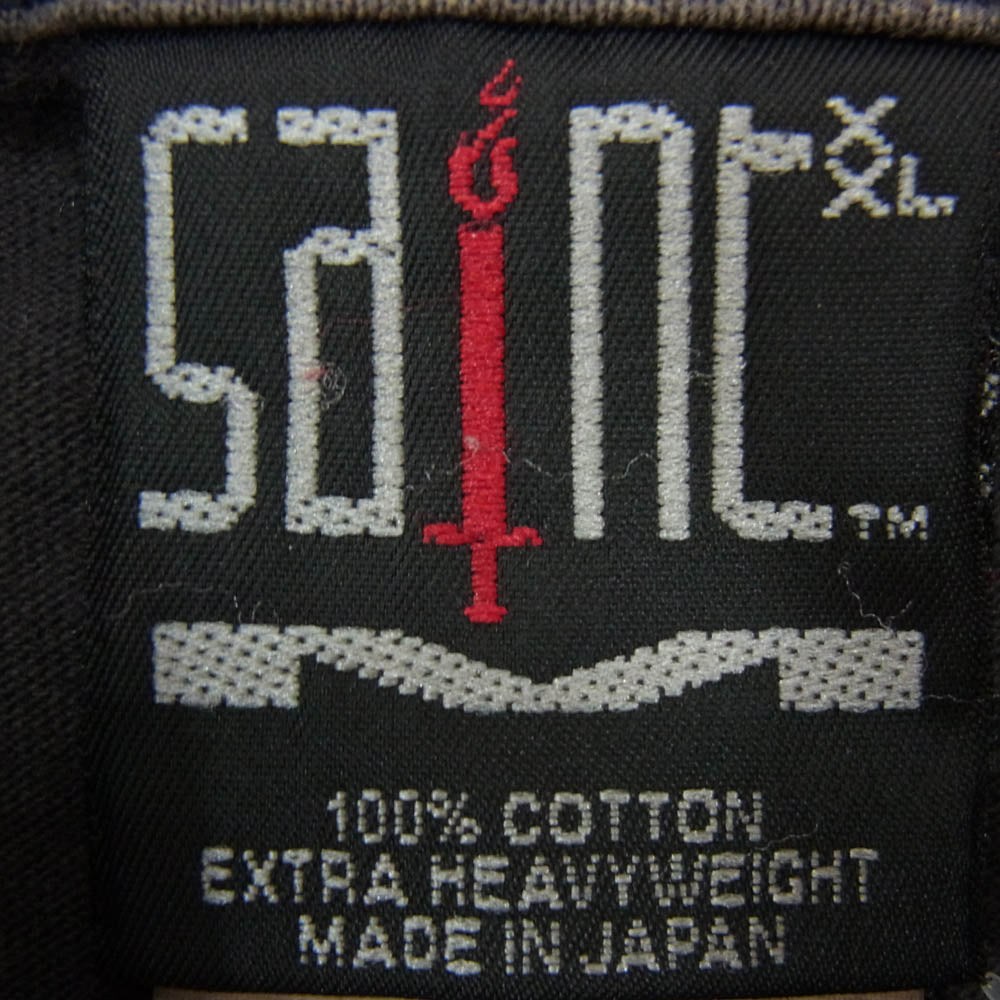 saint XXL
TM
100% COTTON
EXTRA HEAVYWEIGHT
MADE IN JAPAN